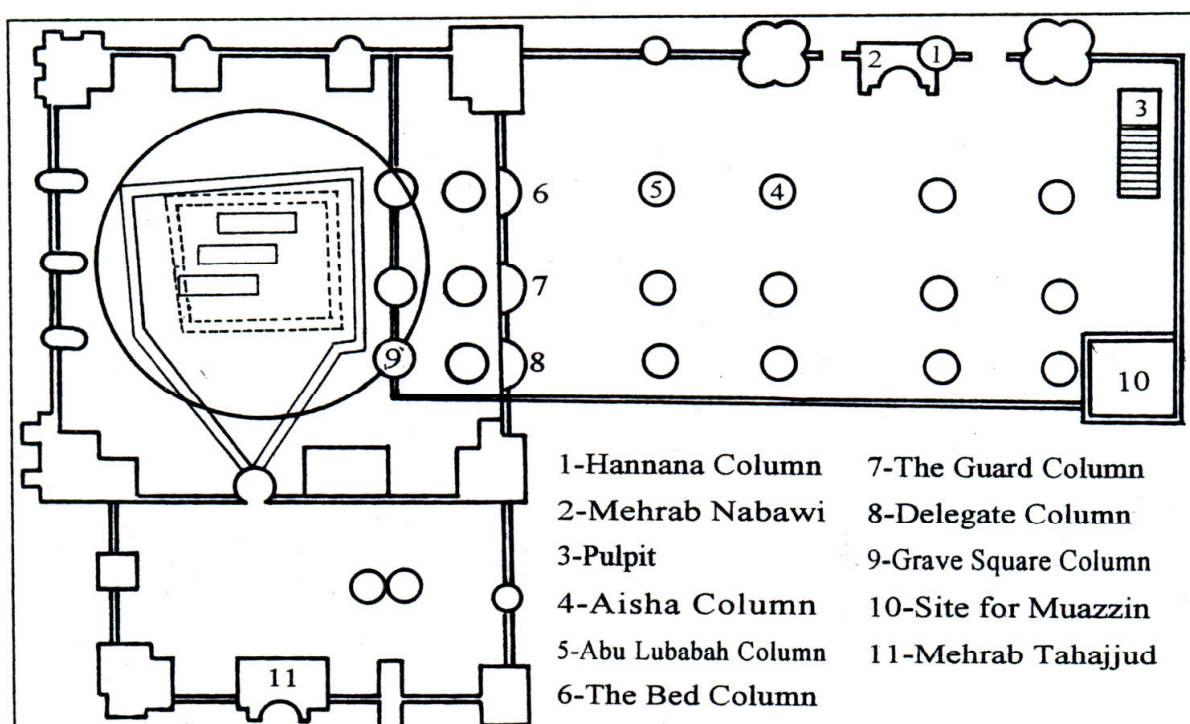 2
1
3
6
5
4
7
9
8
10
11
1-Hannana Column
2-Mehrab Nabawi
3-Pulpit
4-Aisha Column
5-Abu Lubabah Column
6-The Bed Column
7-The Guard Column
8-Delegate Column
9-Grave Square Column
10-Site for Muazzin
11-Mehrab Tahajjud